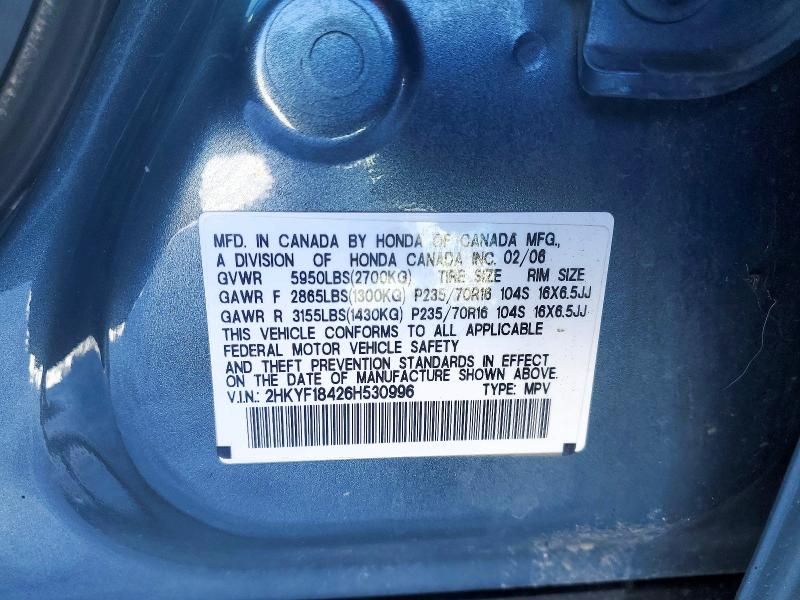 MFD. IN CANADA BY HONDA OF CANADA MFG.,
A DIVISION OF HONDA CANADA INC. 02/06
GVWR 5950LBS(2700KG) TIRE SIZE RIM SIZE
GAWR F 2865LBS(1300KG) P235/70R16 104S 16X6.5JJ
GAWR R 3155LBS(1430KG) P235/70R16 104S 16X6.5JJ
THIS VEHICLE CONFORMS TO ALL APPLICABLE
FEDERAL MOTOR VEHICLE SAFETY
AND THEFT PREVENTION STANDARDS IN EFFECT
ON THE DATE OF MANUFACTURE SHOWN ABOVE.
V.I.N.: 2HKYF18426H530996 TYPE: MPV